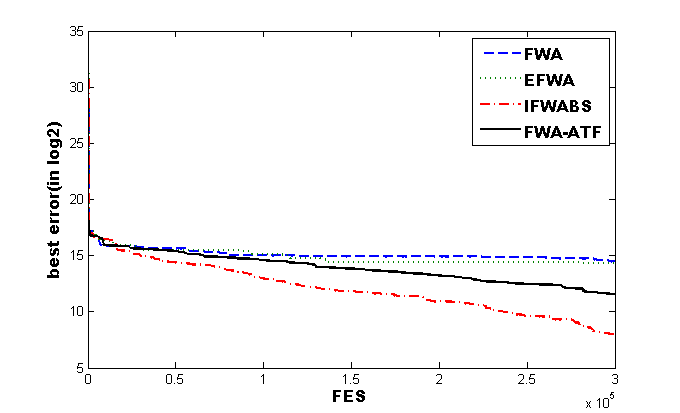 35
30
25
20
15
10
5
best error(in log2)
FWA
EFWA
IFWABS
FWA-ATF
0 0.5 1 1.5 2 2.5 3
FES
x 10^5